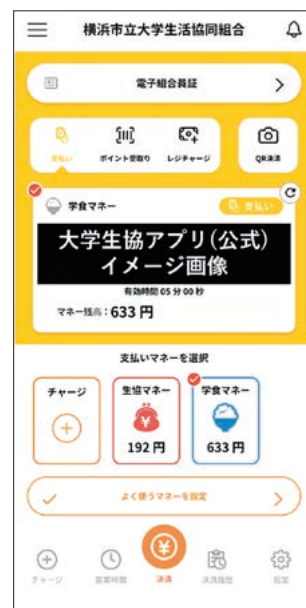 横浜市立大学生活協同組合
電子組合員証
支払い
ポイント受取り
レジチャージ
QR決済
学食マネー
支払い
大学生協アプリ(公式)
イメージ画像
有効時間 05 分 00 秒
マネー残高：633 円
支払いマネーを選択
チャージ
生協マネー
192 円
学食マネー
633 円
よく使うマネーを設定
チャージ
営業時間
決済
決済履歴
設定